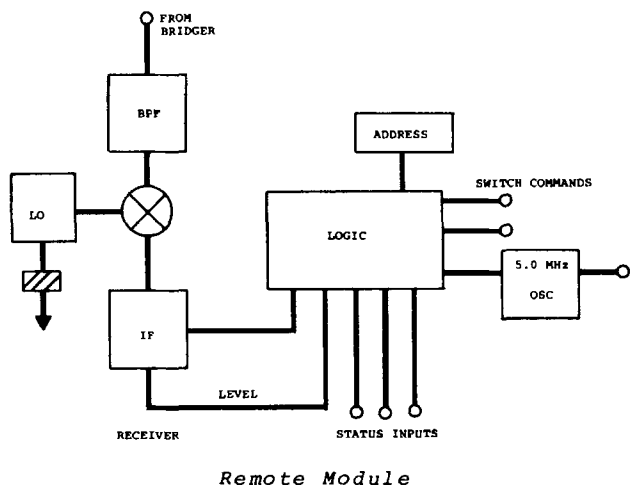 FROM
BRIDGER
BPF
ADDRESS
SWITCH COMMANDS
LO
LOGIC
5.0 MHz
OSC
IF
LEVEL
RECEIVER
STATUS INPUTS
Remote Module